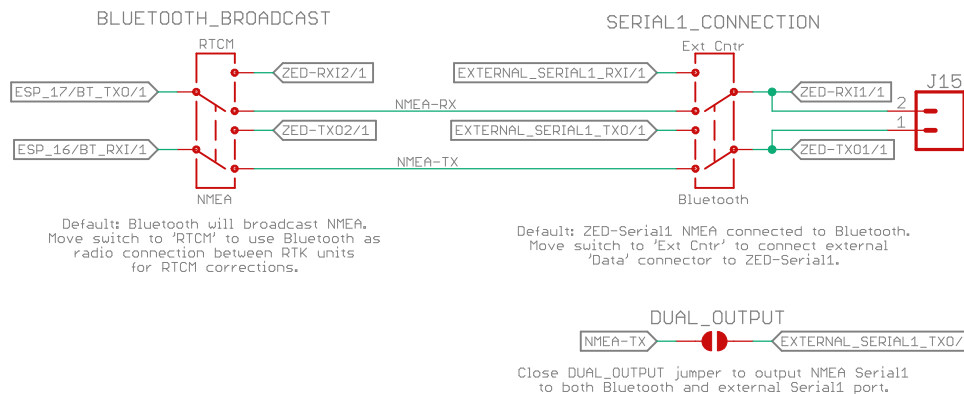 BLUETOOTH_BROADCAST
SERIAL1_CONNECTION
RTCM
Ext Cntr
ZED-RXI2/1
EXTERNAL_SERIAL1_RXI/1
J15
ESP_17/BT_TXO/1
ZED-RXI1/1
NMEA-RX
2
ZED-TXO2/1
EXTERNAL_SERIAL1_TXO/1
1
ESP_16/BT_RXI/1
ZED-TXO1/1
NMEA-TX
NMEA
Bluetooth
Default: Bluetooth will broadcast NMEA.
Move switch to 'RTCM' to use Bluetooth as
radio connection between RTK units
for RTCM corrections.
Default: ZED-Serial1 NMEA connected to Bluetooth.
Move switch to 'Ext Cntr' to connect external
'Data' connector to ZED-Serial1.
DUAL_OUTPUT
NMEA-TX
EXTERNAL_SERIAL1_TXO/
Close DUAL_OUTPUT jumper to output NMEA Serial1
to both Bluetooth and external Serial1 port.